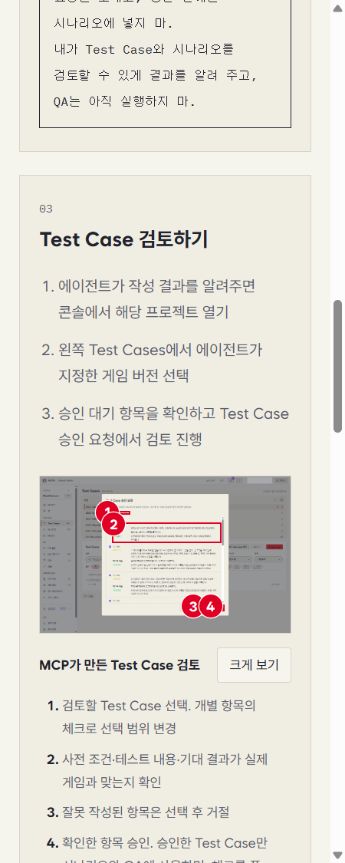 시나리오에 넣지 마.
내가 Test Case와 시나리오를
검토할 수 있게 결과를 알려 주고,
QA는 아직 실행하지 마.
03
Test Case 검토하기
1. 에이전트가 작성 결과를 알려주면
콘솔에서 해당 프로젝트 열기
2. 왼쪽 Test Cases에서 에이전트가
지정한 게임 버전 선택
3. 승인 대기 항목을 확인하고 Test Case
승인 요청에서 검토 진행
1
2
3 4
MCP가 만든 Test Case 검토
크게 보기
1. 검토할 Test Case 선택. 개별 항목의
체크로 선택 범위 변경
2. 사전 조건·테스트 내용·기대 결과가 실제
게임과 맞는지 확인
3. 잘못 작성된 항목은 선택 후 거절
4. 확인한 항목 승인. 승인한 Test Case만